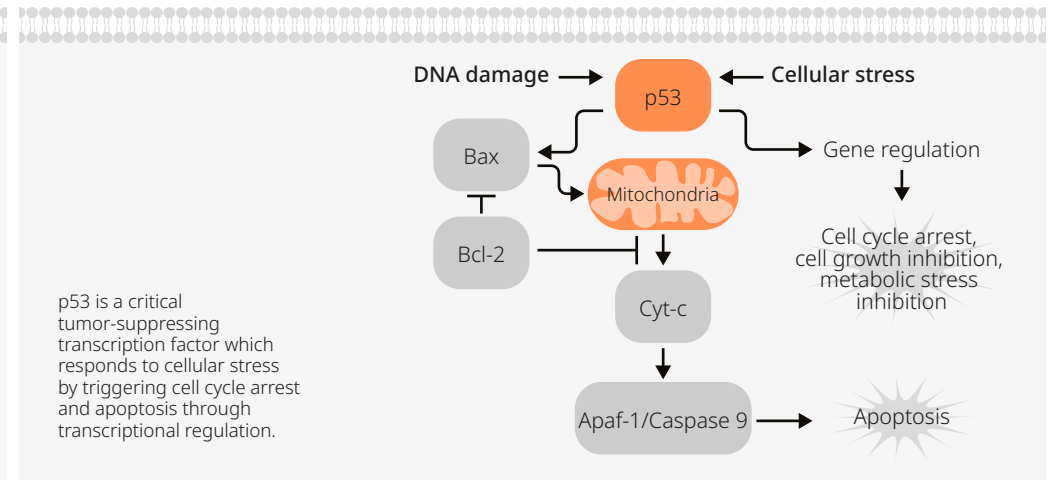 DNA damage
Cellular stress
p53
Bax
Gene regulation
Mitochondria
Bcl-2
Cell cycle arrest,
cell growth inhibition,
metabolic stress
inhibition
Cyt-c
p53 is a critical
tumor-suppressing
transcription factor which
responds to cellular stress
by triggering cell cycle arrest
and apoptosis through
transcriptional regulation.
Apaf-1/Caspase 9
Apoptosis